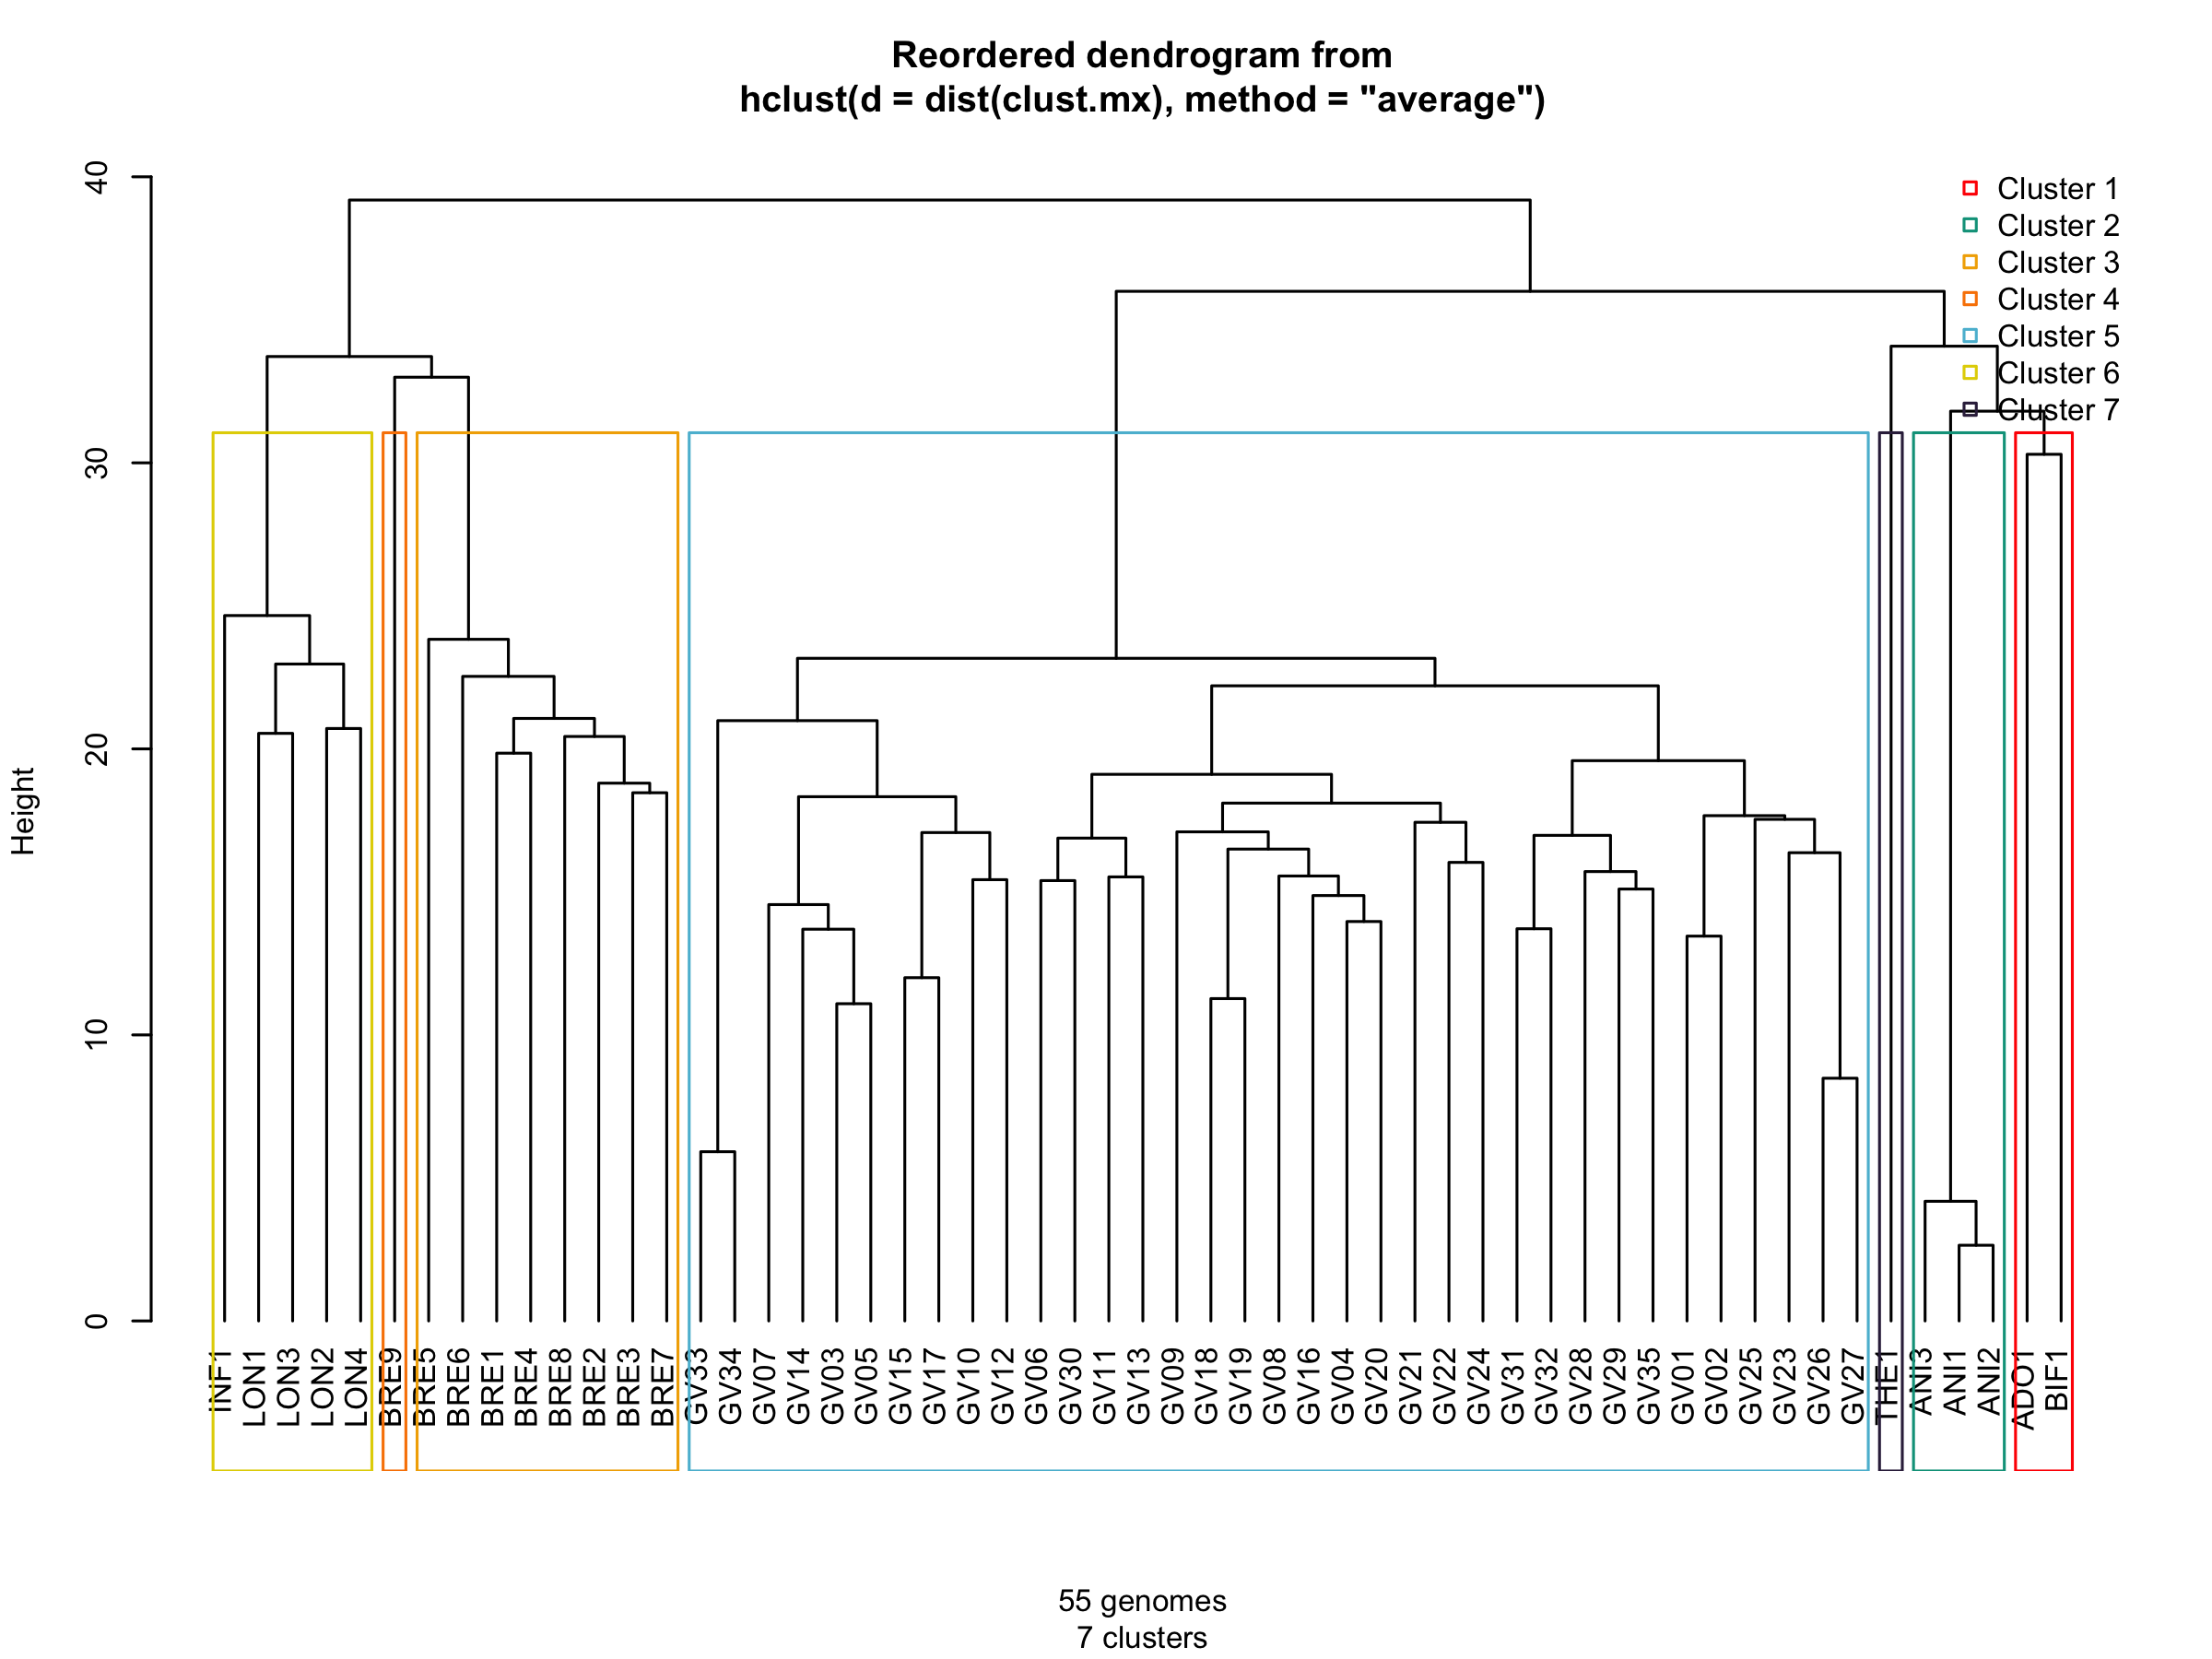 Reordered dendrogram from
hclust(d = dist(clust.mx), method = "average")
40
30
20
10
0
Height
Cluster 1
Cluster 2
Cluster 3
Cluster 4
Cluster 5
Cluster 6
Cluster 7
INF1
LON1
LON3
LON2
LON4
BRE9
BRE5
BRE6
BRE1
BRE4
BRE8
BRE2
BRE3
BRE7
GV33
GV34
GV07
GV14
GV03
GV05
GV15
GV17
GV10
GV12
GV06
GV30
GV11
GV13
GV09
GV18
GV19
GV08
GV16
GV04
GV20
GV21
GV22
GV24
GV31
GV32
GV28
GV29
GV35
GV01
GV02
GV25
GV23
GV26
GV27
THE1
ANI3
ANI1
ANI2
ADO1
BIF1
55 genomes
7 clusters